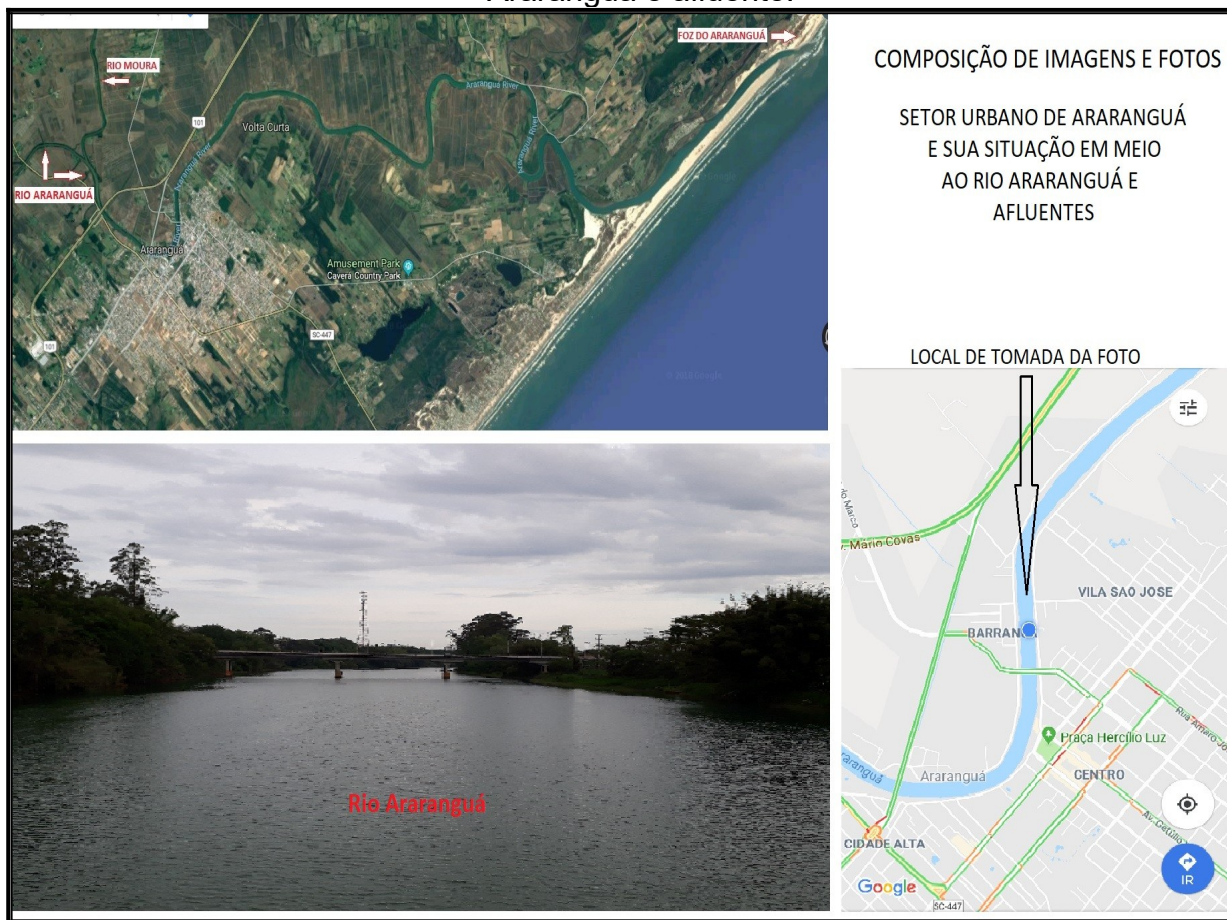 RIO MOURA
FOZ DO ARARANGUÁ
Araranguá River
101
Volta Curta
Araranguá River
Araranguá River
RIO ARARANGUÁ
Araranguá
Amusement Park
Cavera Country Park
SC-447
101
COMPOSIÇÃO DE IMAGENS E FOTOS
SETOR URBANO DE ARARANGUÁ
E SUA SITUAÇÃO EM MEIO
AO RIO ARARANGUÁ E
AFLUENTES
LOCAL DE TOMADA DA FOTO
Mário Covas
VILA SAO JOSE
Praça Hercílio Luz
Araranguá
CENTRO
CIDADE ALTA
Google
IR
SC-447
Rio Araranguá